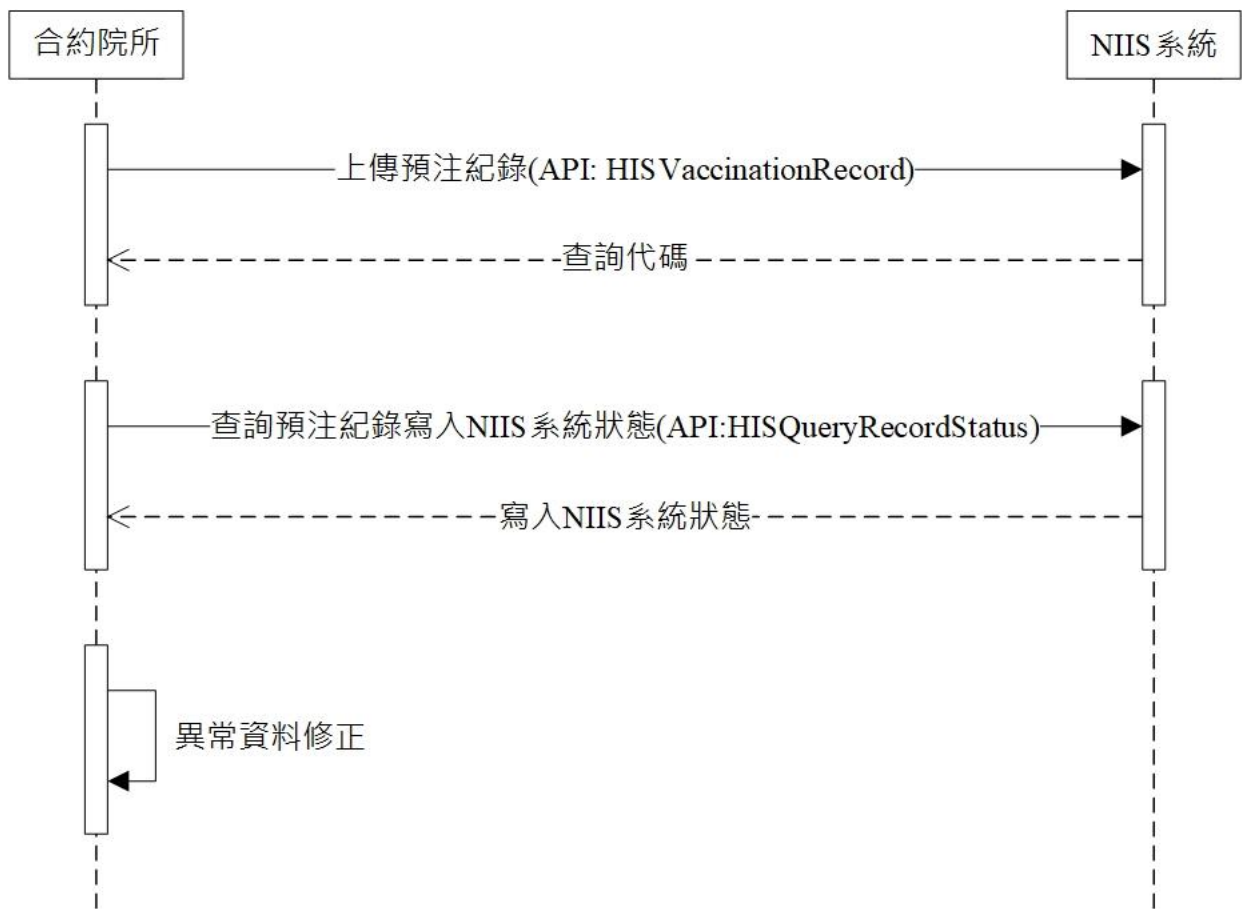 合約院所
NIIS系統
上傳預注紀錄(API: HISVaccinationRecord)
查詢代碼
查詢預注紀錄寫入NIIS系統狀態(API:HISQueryRecordStatus)
寫入NIIS系統狀態
異常資料修正